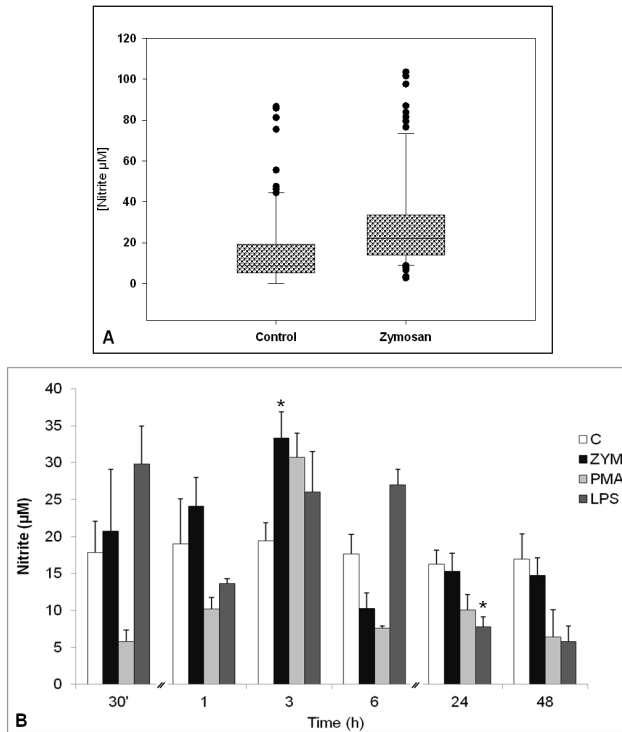 120
100
80
60
40
20
0
[Nitrite µM]
Control Zymosan
A
40
35
30
25
20
15
10
5
0
Nitrite (µM)
*
*
C
ZYM
PMA
LPS
30' 1 3 6 24 48
Time (h)
B